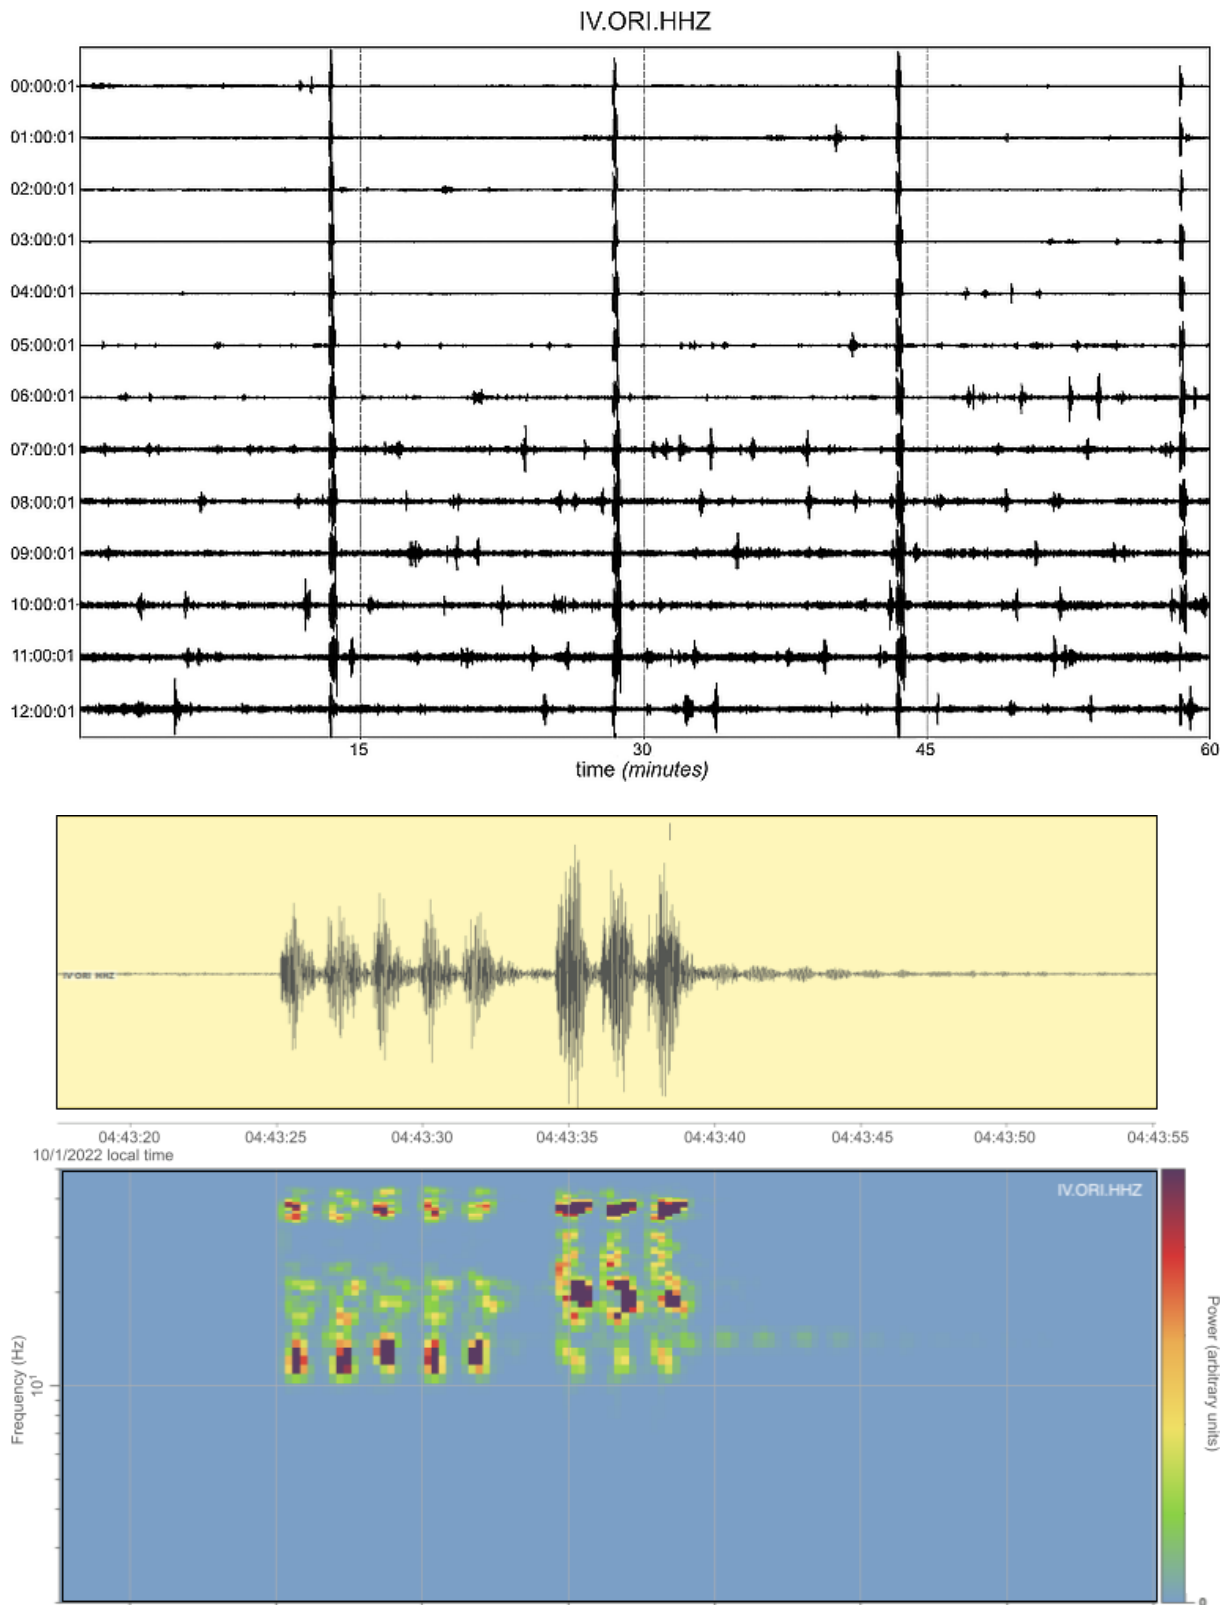 IV.ORI.HHZ
00:00:01
01:00:01
02:00:01
03:00:01
04:00:01
05:00:01
06:00:01
07:00:01
08:00:01
09:00:01
10:00:01
11:00:01
12:00:01
15 30 45 60
time (minutes)
IV ORI HHZ
04:43:20 04:43:25 04:43:30 04:43:35 04:43:40 04:43:45 04:43:50 04:43:55
10/1/2022 local time
IV.ORI.HHZ
Frequency (Hz)
10¹
Power (arbitrary units)
0